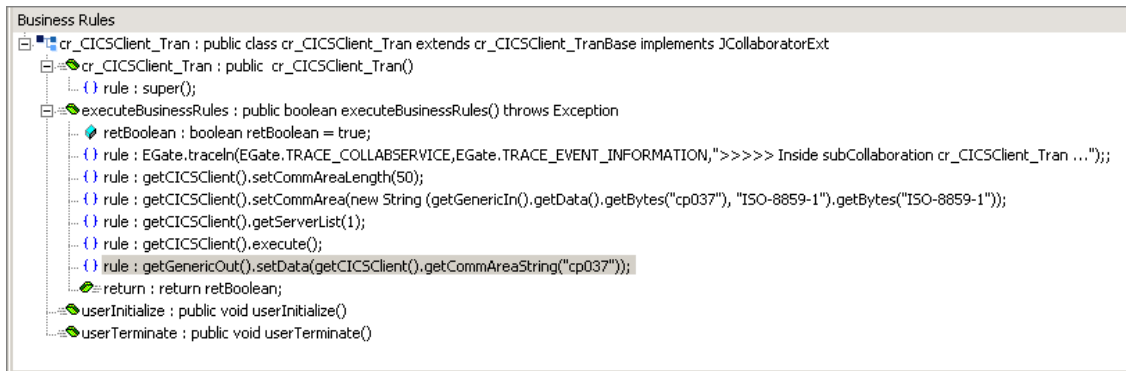 Business Rules
cr_CICSClient_Tran : public class cr_CICSClient_Tran extends cr_CICSClient_TranBase implements JCollaboratorExt
cr_CICSClient_Tran : public cr_CICSClient_Tran()
{} rule : super();
executeBusinessRules : public boolean executeBusinessRules() throws Exception
retBoolean : boolean retBoolean = true;
{} rule : EGate.traceln(EGate.TRACE_COLLABSERVICE,EGate.TRACE_EVENT_INFORMATION,">>>>> Inside subCollaboration cr_CICSClient_Tran ...");;
{} rule : getCICSClient().setCommAreaLength(50);
{} rule : getCICSClient().setCommArea(new String (getGenericIn().getData().getBytes("cp037"), "ISO-8859-1").getBytes("ISO-8859-1"));
{} rule : getCICSClient().getServerList(1);
{} rule : getCICSClient().execute();
{} rule : getGenericOut().setData(getCICSClient().getCommAreaString("cp037"));
return : return retBoolean;
userInitialize : public void userInitialize()
userTerminate : public void userTerminate()